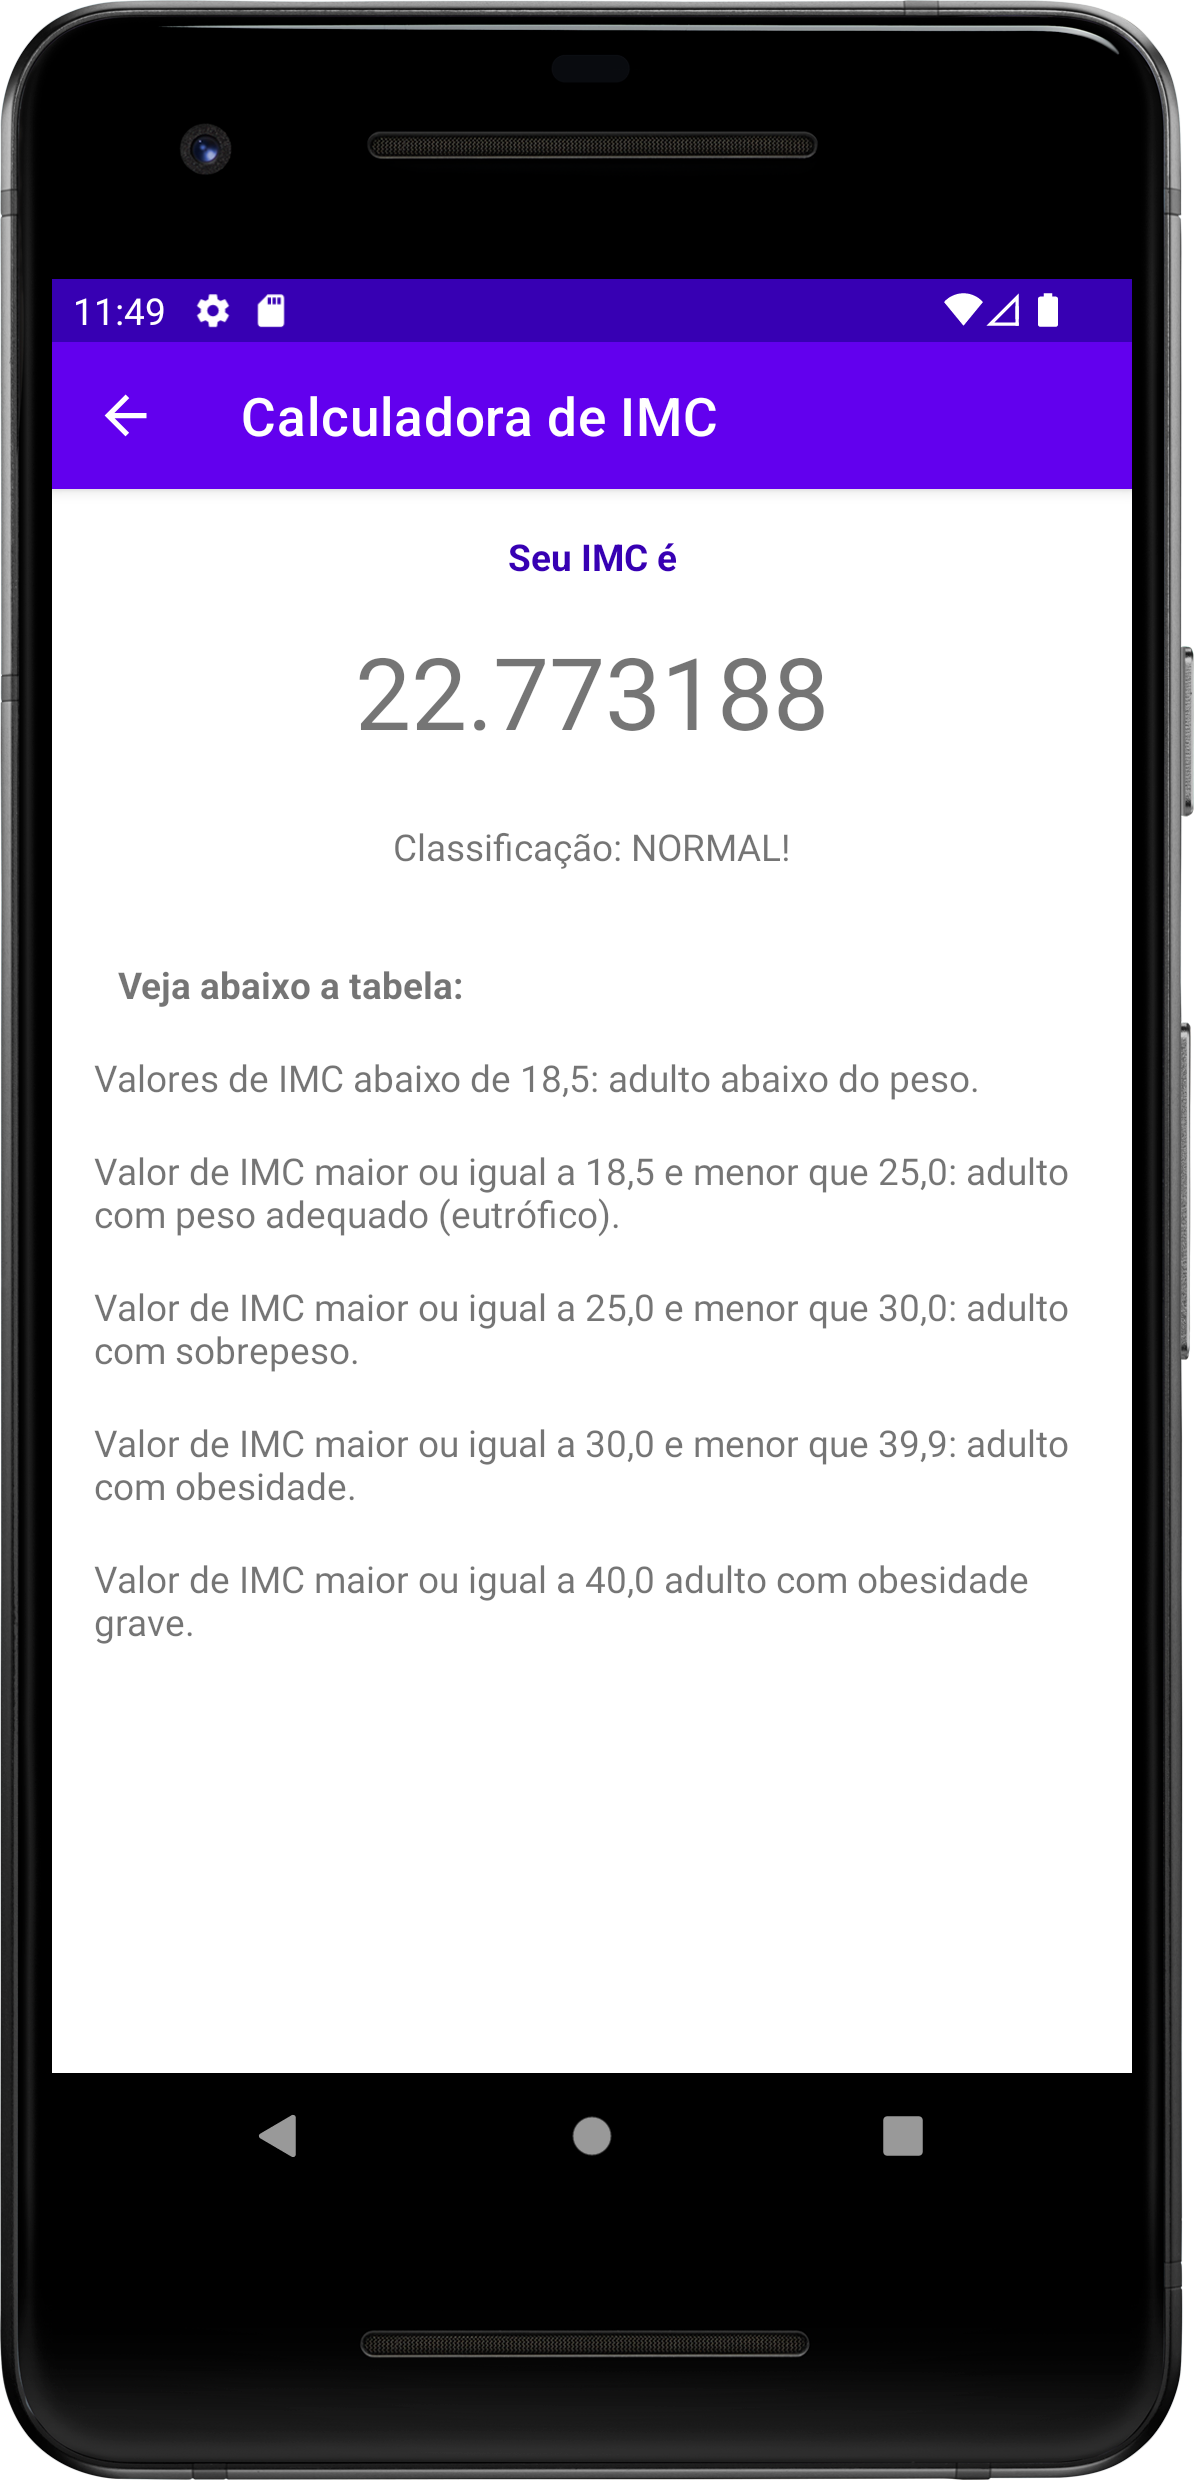 11:49
Calculadora de IMC
Seu IMC é
22.773188
Classificação: NORMAL!
Veja abaixo a tabela:
Valores de IMC abaixo de 18,5: adulto abaixo do peso.
Valor de IMC maior ou igual a 18,5 e menor que 25,0: adulto
com peso adequado (eutrófico).
Valor de IMC maior ou igual a 25,0 e menor que 30,0: adulto
com sobrepeso.
Valor de IMC maior ou igual a 30,0 e menor que 39,9: adulto
com obesidade.
Valor de IMC maior ou igual a 40,0 adulto com obesidade
grave.